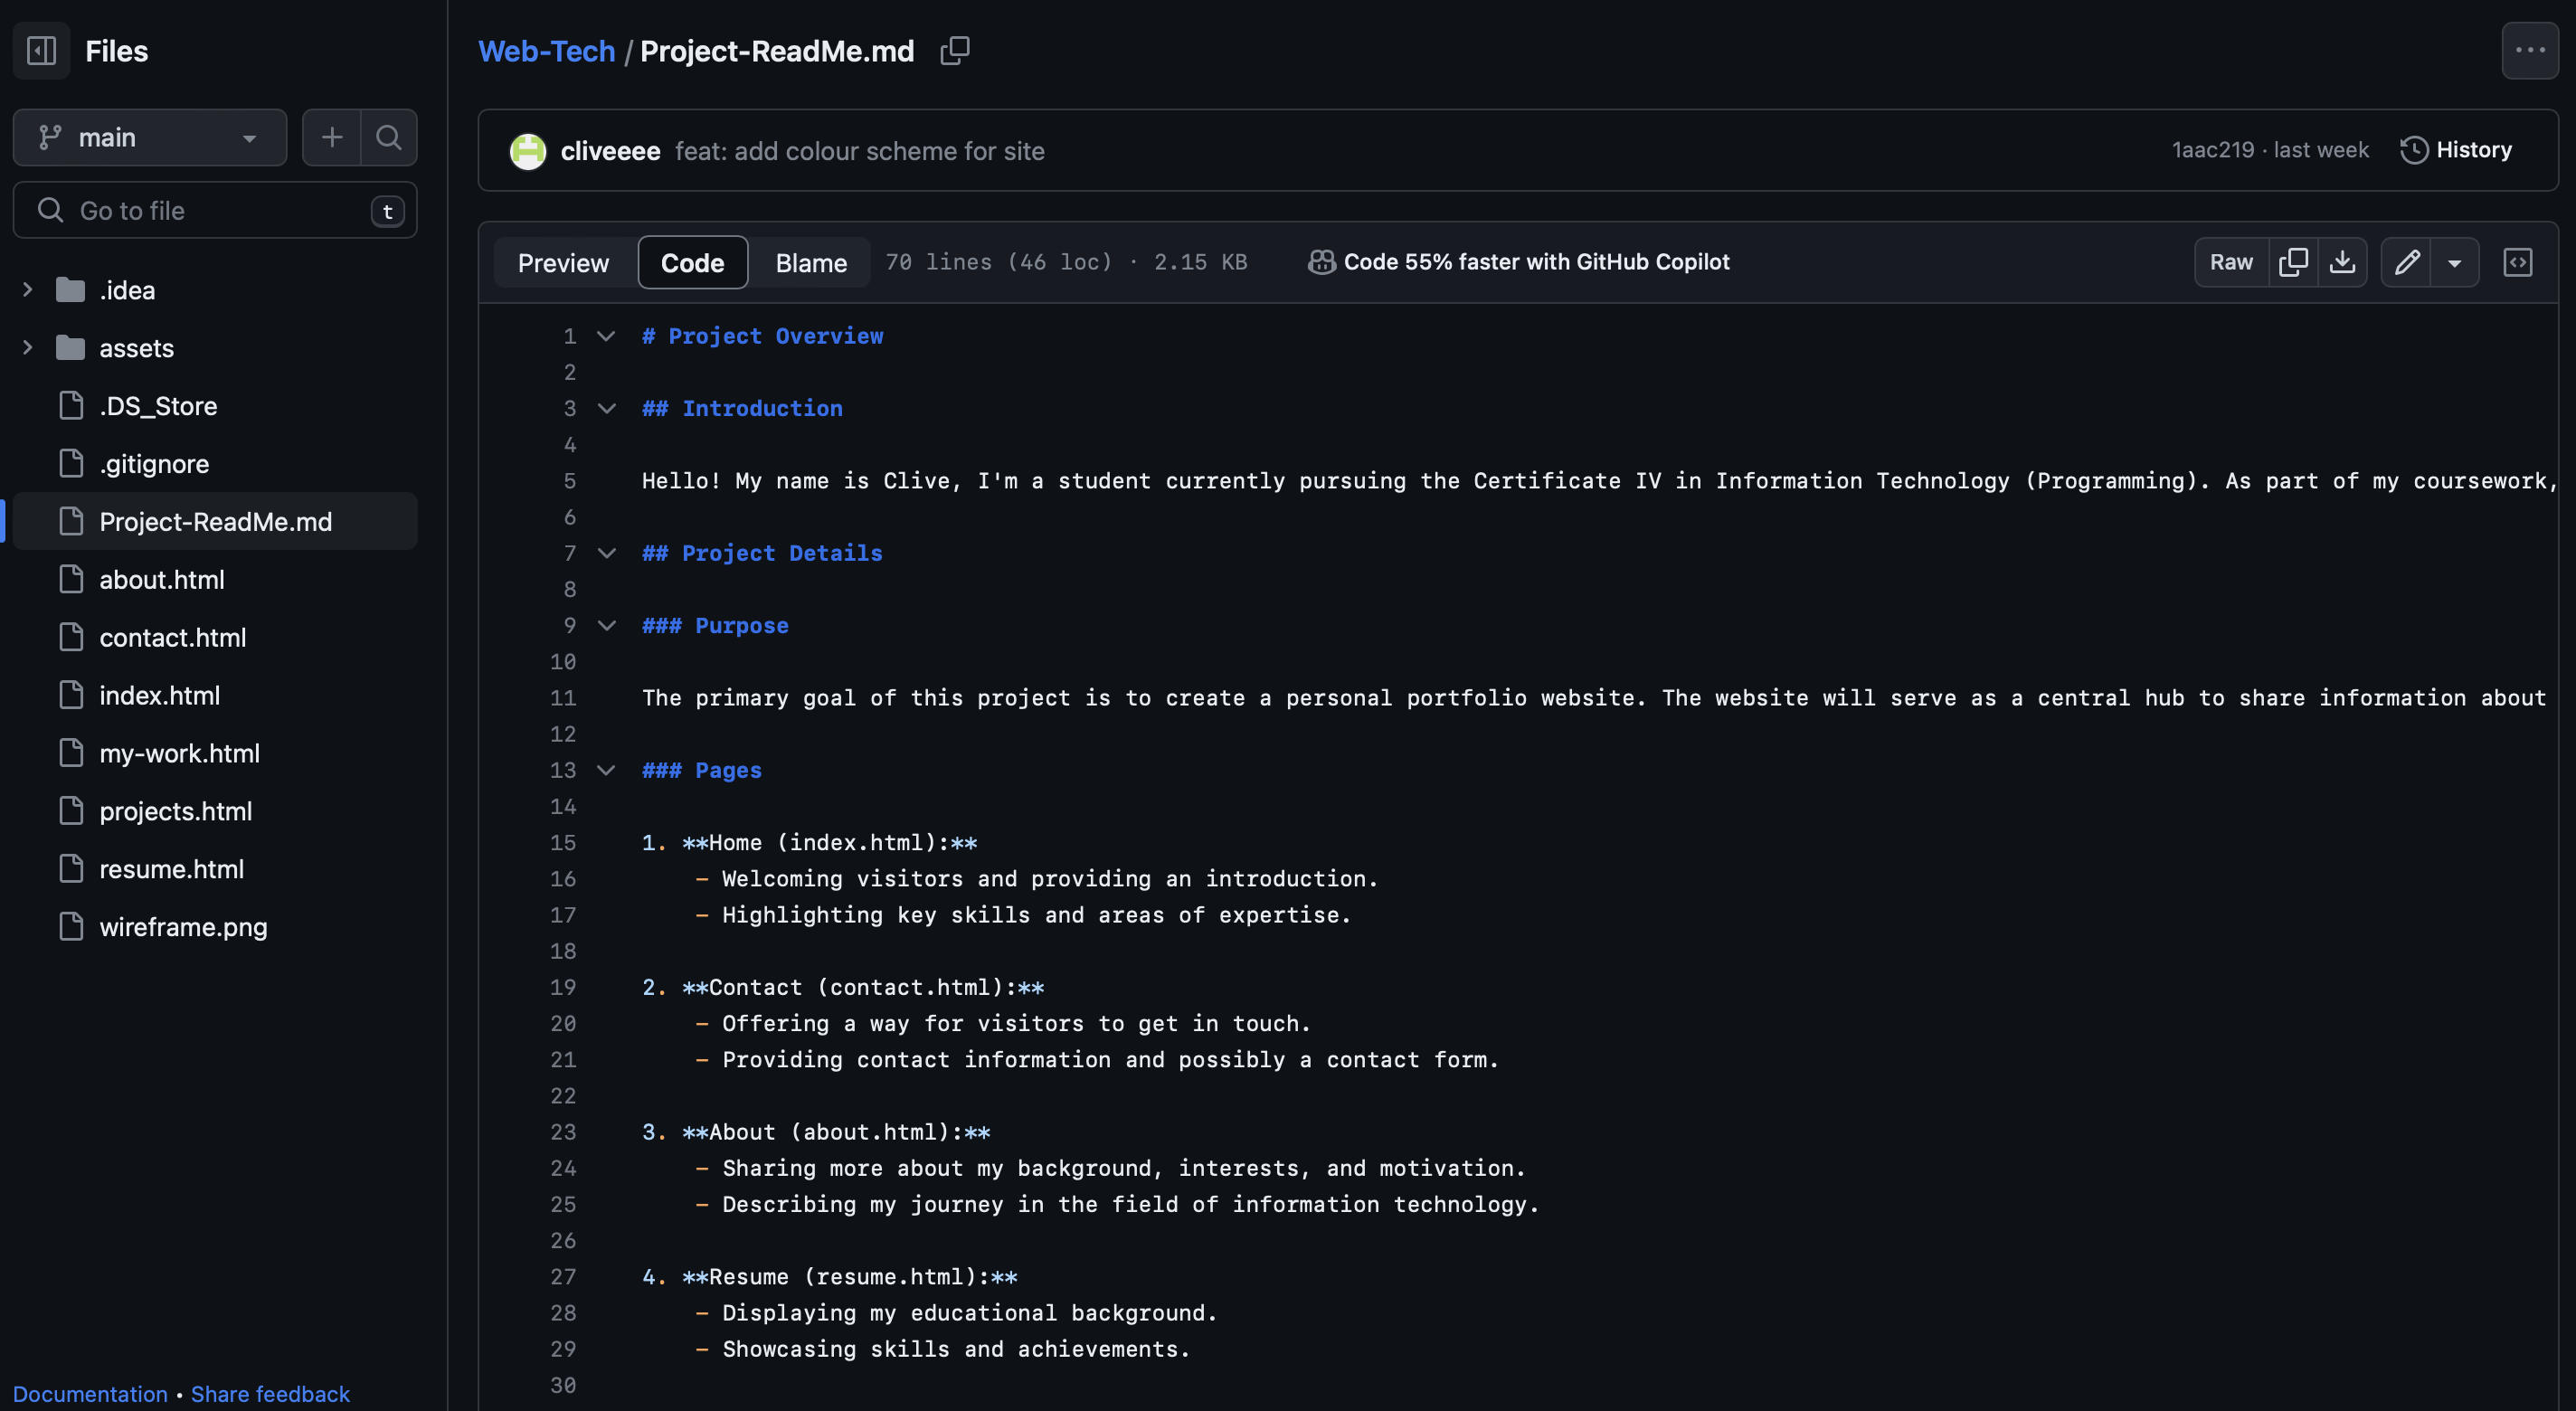 Files
main
Go to file
t
.idea
assets
.DS_Store
.gitignore
Project-ReadMe.md
about.html
contact.html
index.html
my-work.html
projects.html
resume.html
wireframe.png
Documentation • Share feedback
Web-Tech / Project-ReadMe.md
cliveeee feat: add colour scheme for site
1aac219 · last week
History
Preview
Code
Blame
70 lines (46 loc) · 2.15 KB
Code 55% faster with GitHub Copilot
Raw
1 # Project Overview
2
3 ## Introduction
4
5 Hello! My name is Clive, I'm a student currently pursuing the Certificate IV in Information Technology (Programming). As part of my coursework,
6
7 ## Project Details
8
9 ### Purpose
10
11 The primary goal of this project is to create a personal portfolio website. The website will serve as a central hub to share information about
12
13 ### Pages
14
15 1. **Home (index.html):**
16 - Welcoming visitors and providing an introduction.
17 - Highlighting key skills and areas of expertise.
18
19 2. **Contact (contact.html):**
20 - Offering a way for visitors to get in touch.
21 - Providing contact information and possibly a contact form.
22
23 3. **About (about.html):**
24 - Sharing more about my background, interests, and motivation.
25 - Describing my journey in the field of information technology.
26
27 4. **Resume (resume.html):**
28 - Displaying my educational background.
29 - Showcasing skills and achievements.
30